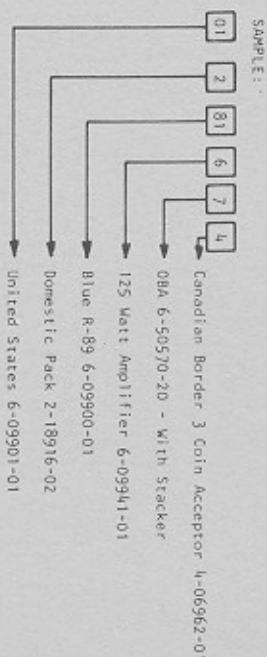 SAMPLE:
01 2 81 6 7 4
Canadian Border 3 Coin Acceptor 4-06962-01
OBA 6-50570-20 - With Stacker
125 Watt Amplifier 6-09941-01
Blue R-89 6-09900-01
Domestic Pack 2-18916-02
United States 6-09901-01